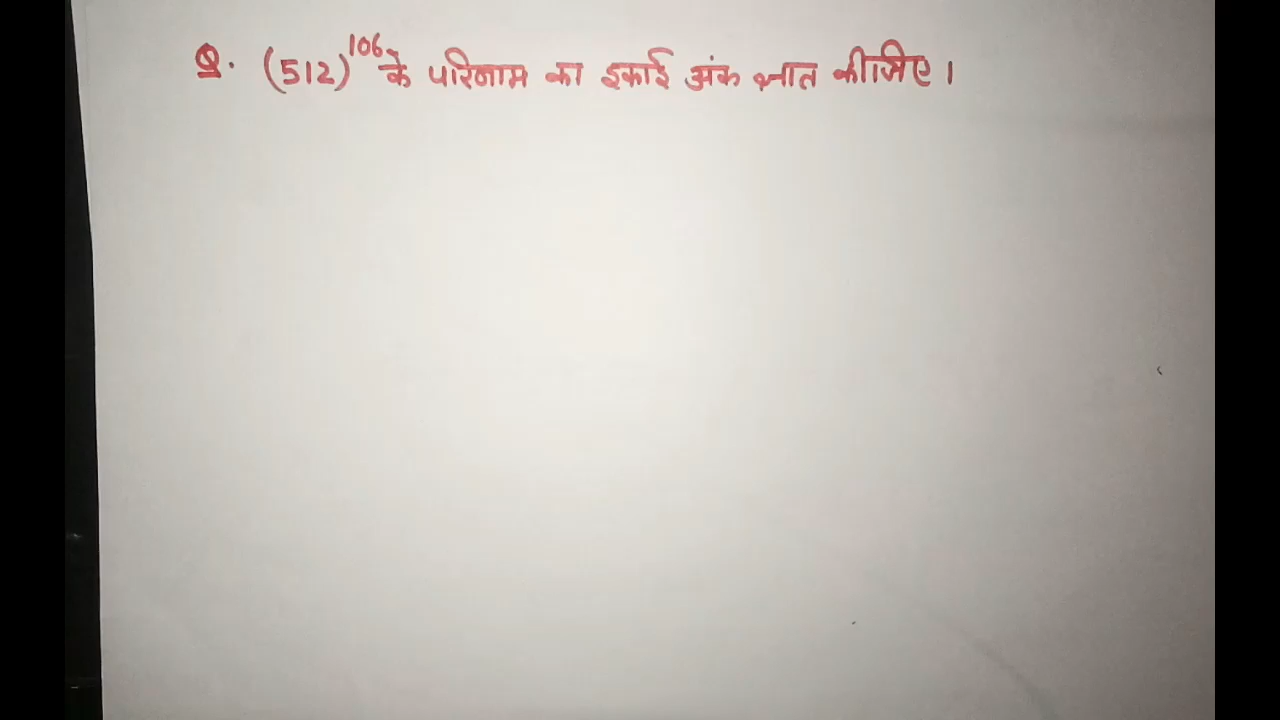 Q. (512)^106 के परिणाम का इकाई अंक ज्ञात कीजिए।